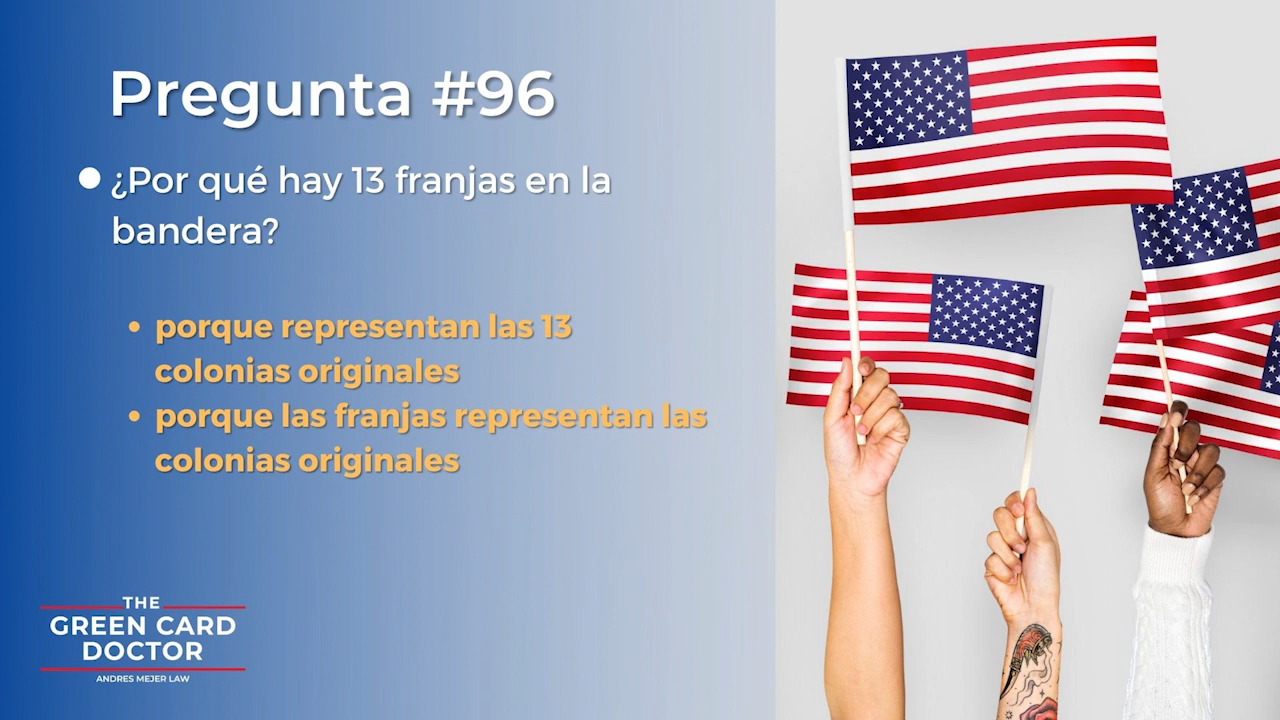 Pregunta #96
¿Por qué hay 13 franjas en la
bandera?
porque representan las 13
colonias originales
porque las franjas representan las
colonias originales
THE
GREEN CARD
DOCTOR
ANDRES MEJER LAW